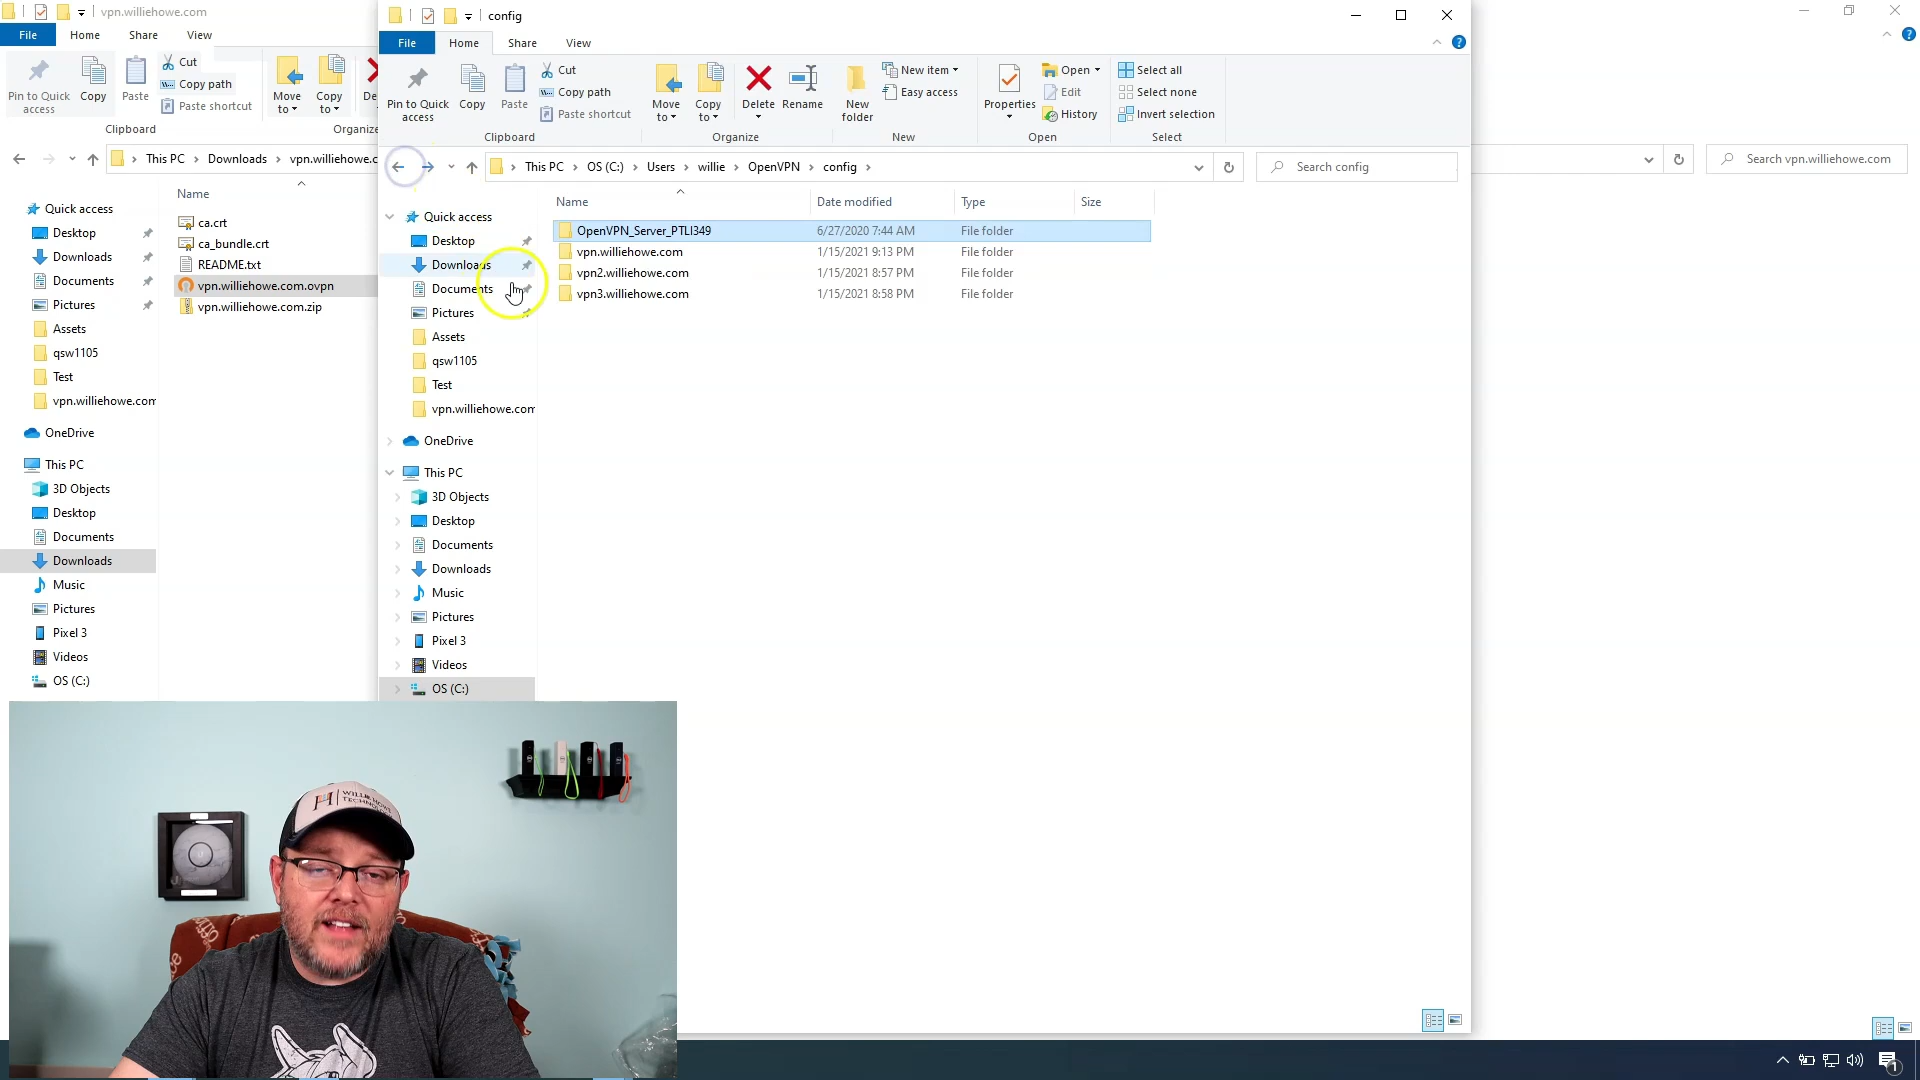 vpn.williehowe.com
File Home Share View
Pin to Quick access
Copy
Paste
Cut
Copy path
Paste shortcut
Clipboard
Move to
Copy to
De
Organize
This PC > Downloads > vpn.williehowe.c
Search vpn.williehowe.com
Name
Quick access
Desktop
Downloads
Documents
Pictures
Assets
qsw1105
Test
vpn.williehowe.com
OneDrive
This PC
3D Objects
Desktop
Documents
Downloads
Music
Pictures
Pixel 3
Videos
OS (C:)
ca.crt
ca_bundle.crt
README.txt
vpn.williehowe.com.ovpn
vpn.williehowe.com.zip
config
File Home Share View
Pin to Quick access
Copy
Paste
Cut
Copy path
Paste shortcut
Clipboard
Move to
Copy to
Delete
Rename
Organize
New folder
New item
Easy access
New
Properties
Open
Edit
History
Open
Select all
Select none
Invert selection
Select
This PC > OS (C:) > Users > willie > OpenVPN > config >
Search config
Quick access
Desktop
Downloads
Documents
Pictures
Assets
qsw1105
Test
vpn.williehowe.com
OneDrive
This PC
3D Objects
Desktop
Documents
Downloads
Music
Pictures
Pixel 3
Videos
OS (C:)
Name Date modified Type Size
OpenVPN_Server_PTLI349 6/27/2020 7:44 AM File folder
vpn.williehowe.com 1/15/2021 9:13 PM File folder
vpn2.williehowe.com 1/15/2021 8:57 PM File folder
vpn3.williehowe.com 1/15/2021 8:58 PM File folder
WILLIE HOWE
TECHNOLOGY
1